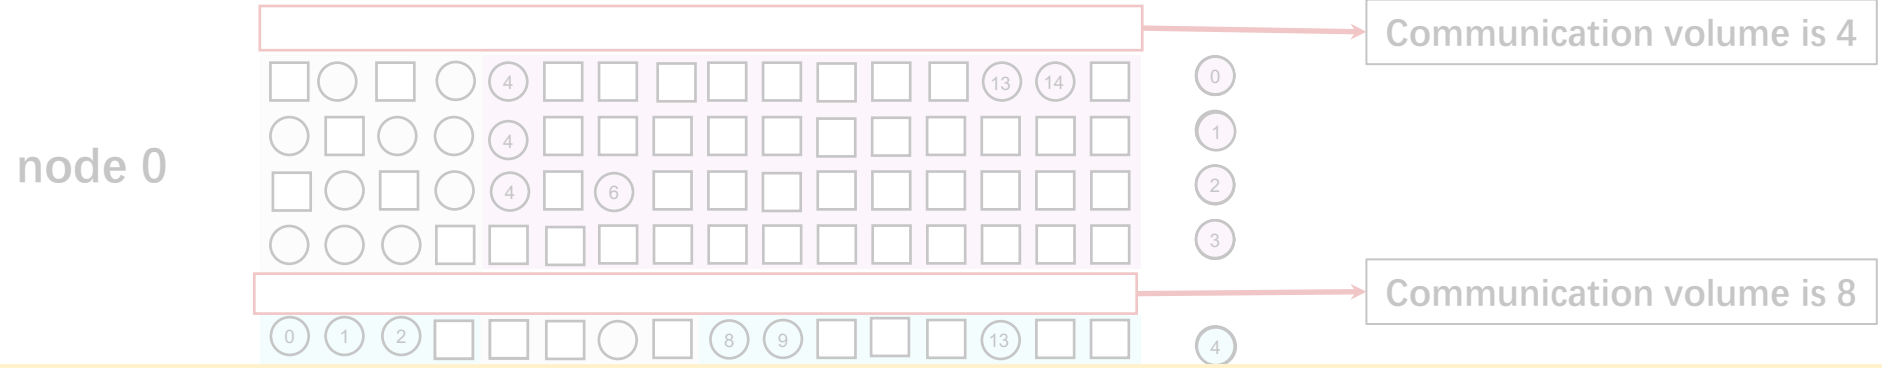 Communication volume is 4
4 13 14 0
4 1
node 0
4 6 2
3
Communication volume is 8
0 1 2 8 9 13 4